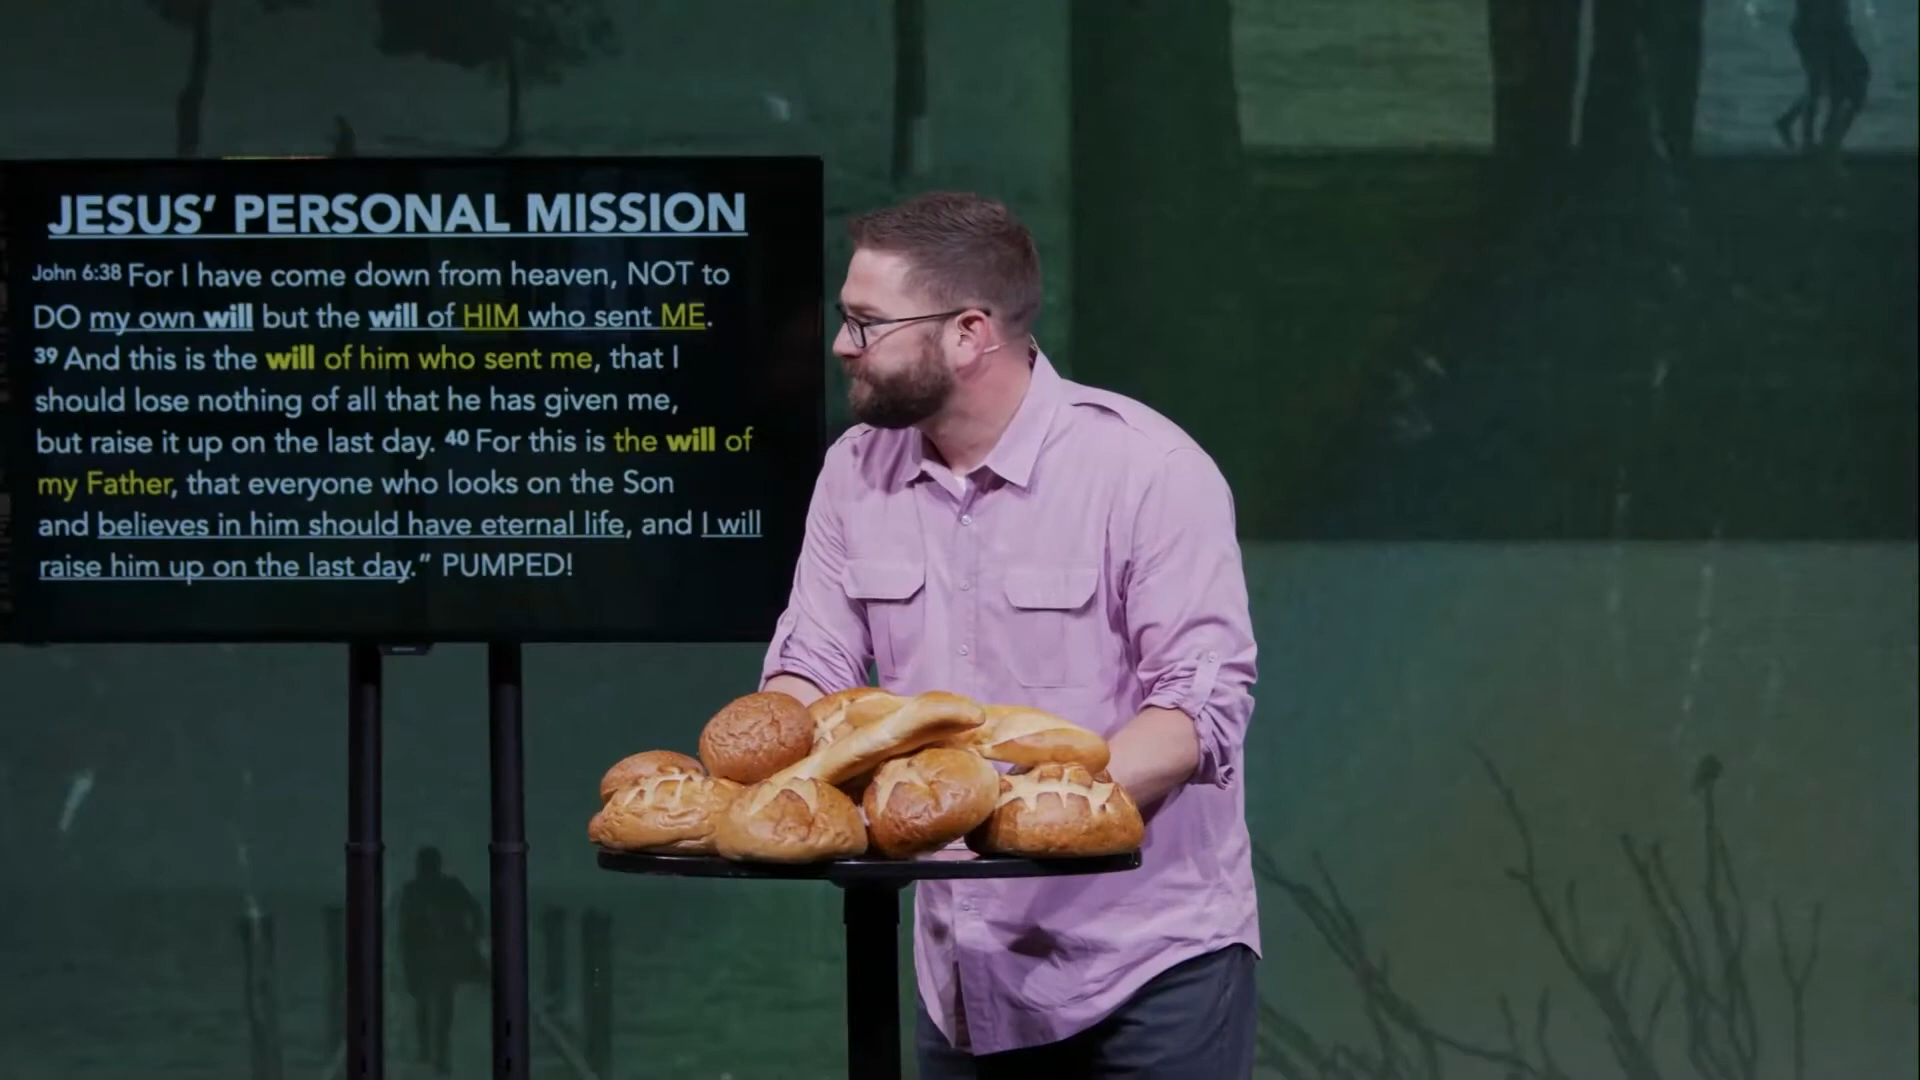 JESUS’ PERSONAL MISSION
John 6:38 For I have come down from heaven, NOT to
DO my own will but the will of HIM who sent ME.
39 And this is the will of him who sent me, that I
should lose nothing of all that he has given me,
but raise it up on the last day. 40 For this is the will of
my Father, that everyone who looks on the Son
and believes in him should have eternal life, and I will
raise him up on the last day.” PUMPED!